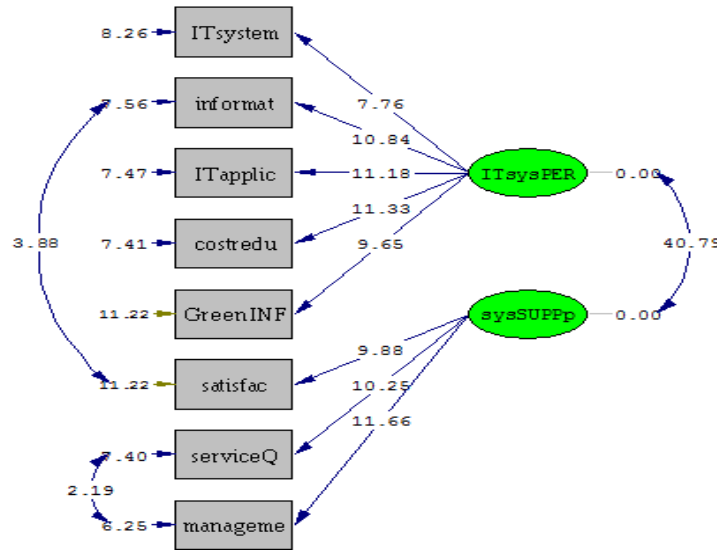 8.26 ITsystem
7.76
7.56 informat
10.84
7.47 ITapplic 11.18 ITsysPER 0.00
11.33
3.88 7.41 costredu 9.65 40.79
11.22 GreenINF sysSUPPp 0.00
9.88
11.22 satisfac 10.25
11.66
7.40 serviceQ
2.19
6.25 manageme